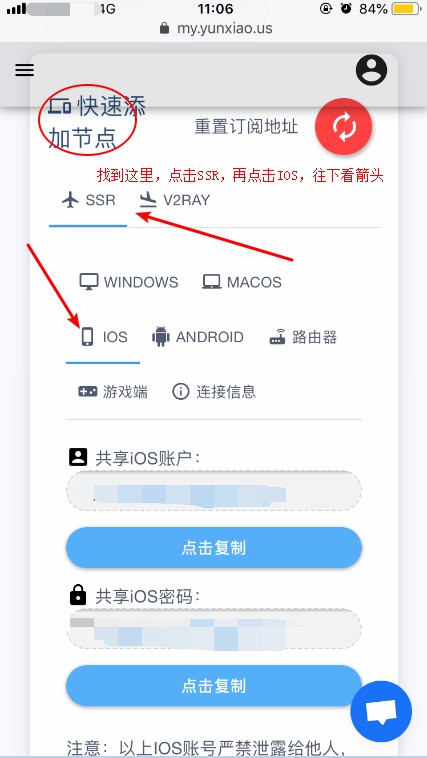 4G 11:06 84%
my.yunxiao.us
快速添
加节点
重置订阅地址
找到这里，点击SSR，再点击IOS，往下看箭头
SSR V2RAY
WINDOWS MACOS
IOS ANDROID 路由器
游戏端 连接信息
共享iOS账户：
点击复制
共享iOS密码：
点击复制
注意：以上IOS账号严禁泄露给他人，